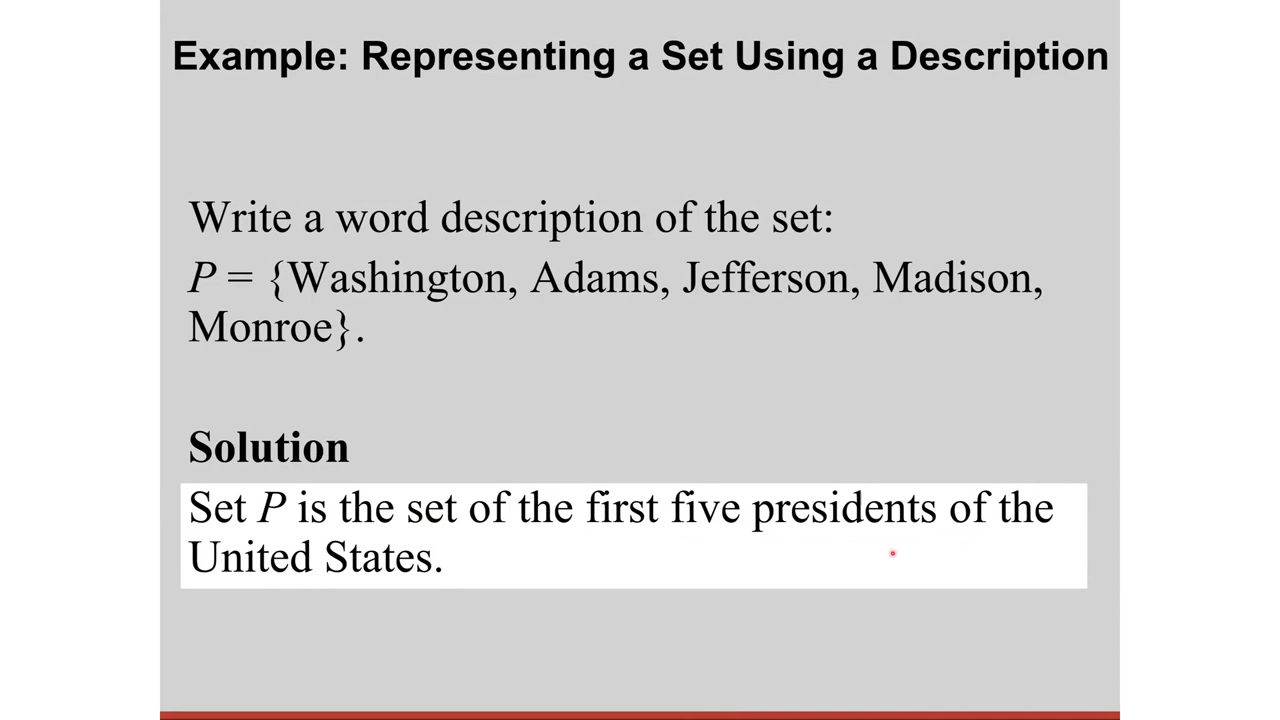 Example: Representing a Set Using a Description
Write a word description of the set:
P = {Washington, Adams, Jefferson, Madison,
Monroe}.
Solution
Set P is the set of the first five presidents of the
United States.